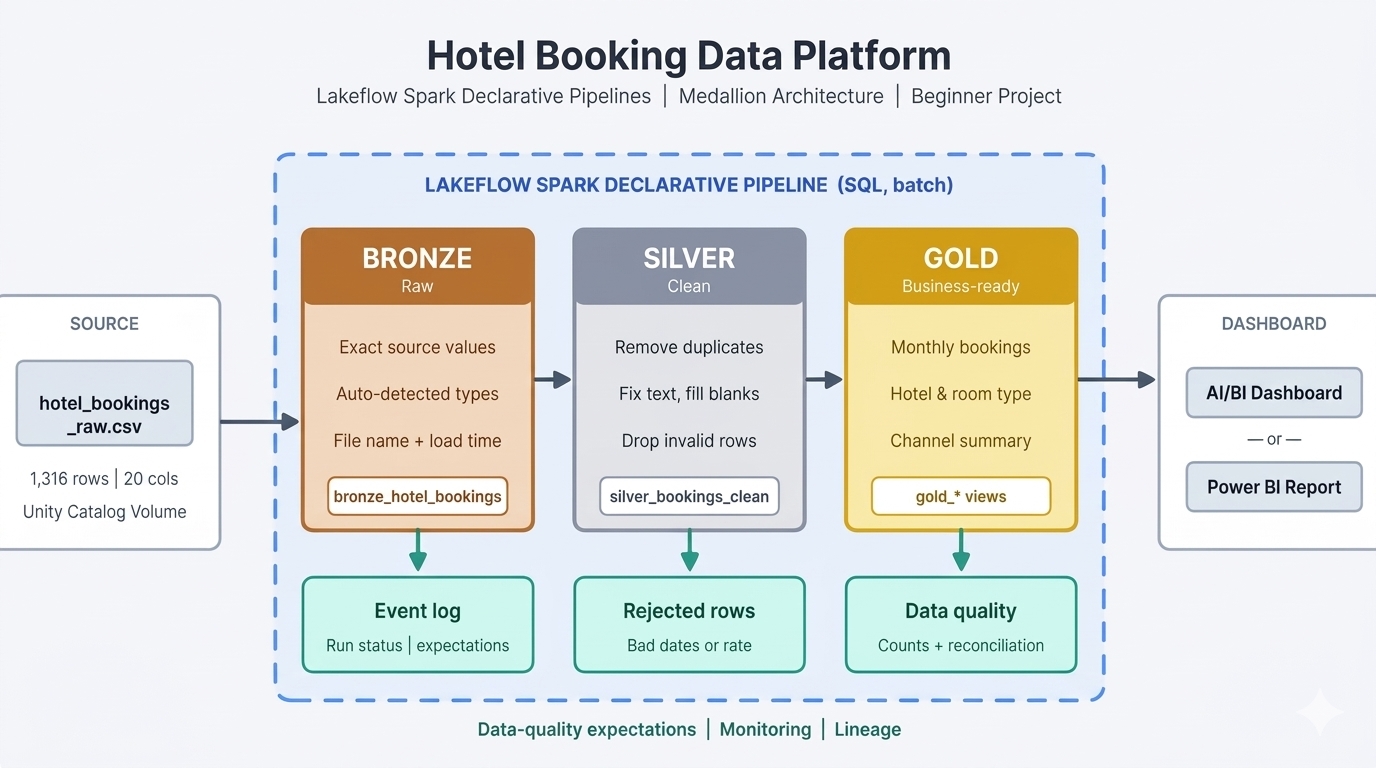 Hotel Booking Data Platform
Lakeflow Spark Declarative Pipelines | Medallion Architecture | Beginner Project
LAKEFLOW SPARK DECLARATIVE PIPELINE (SQL, batch)
SOURCE
hotel_bookings
_raw.csv
1,316 rows | 20 cols
Unity Catalog Volume
BRONZE
Raw
Exact source values
Auto-detected types
File name + load time
bronze_hotel_bookings
Event log
Run status | expectations
SILVER
Clean
Remove duplicates
Fix text, fill blanks
Drop invalid rows
silver_bookings_clean
Rejected rows
Bad dates or rate
GOLD
Business-ready
Monthly bookings
Hotel & room type
Channel summary
gold_* views
Data quality
Counts + reconciliation
DASHBOARD
AI/BI Dashboard
— or —
Power BI Report
Data-quality expectations | Monitoring | Lineage